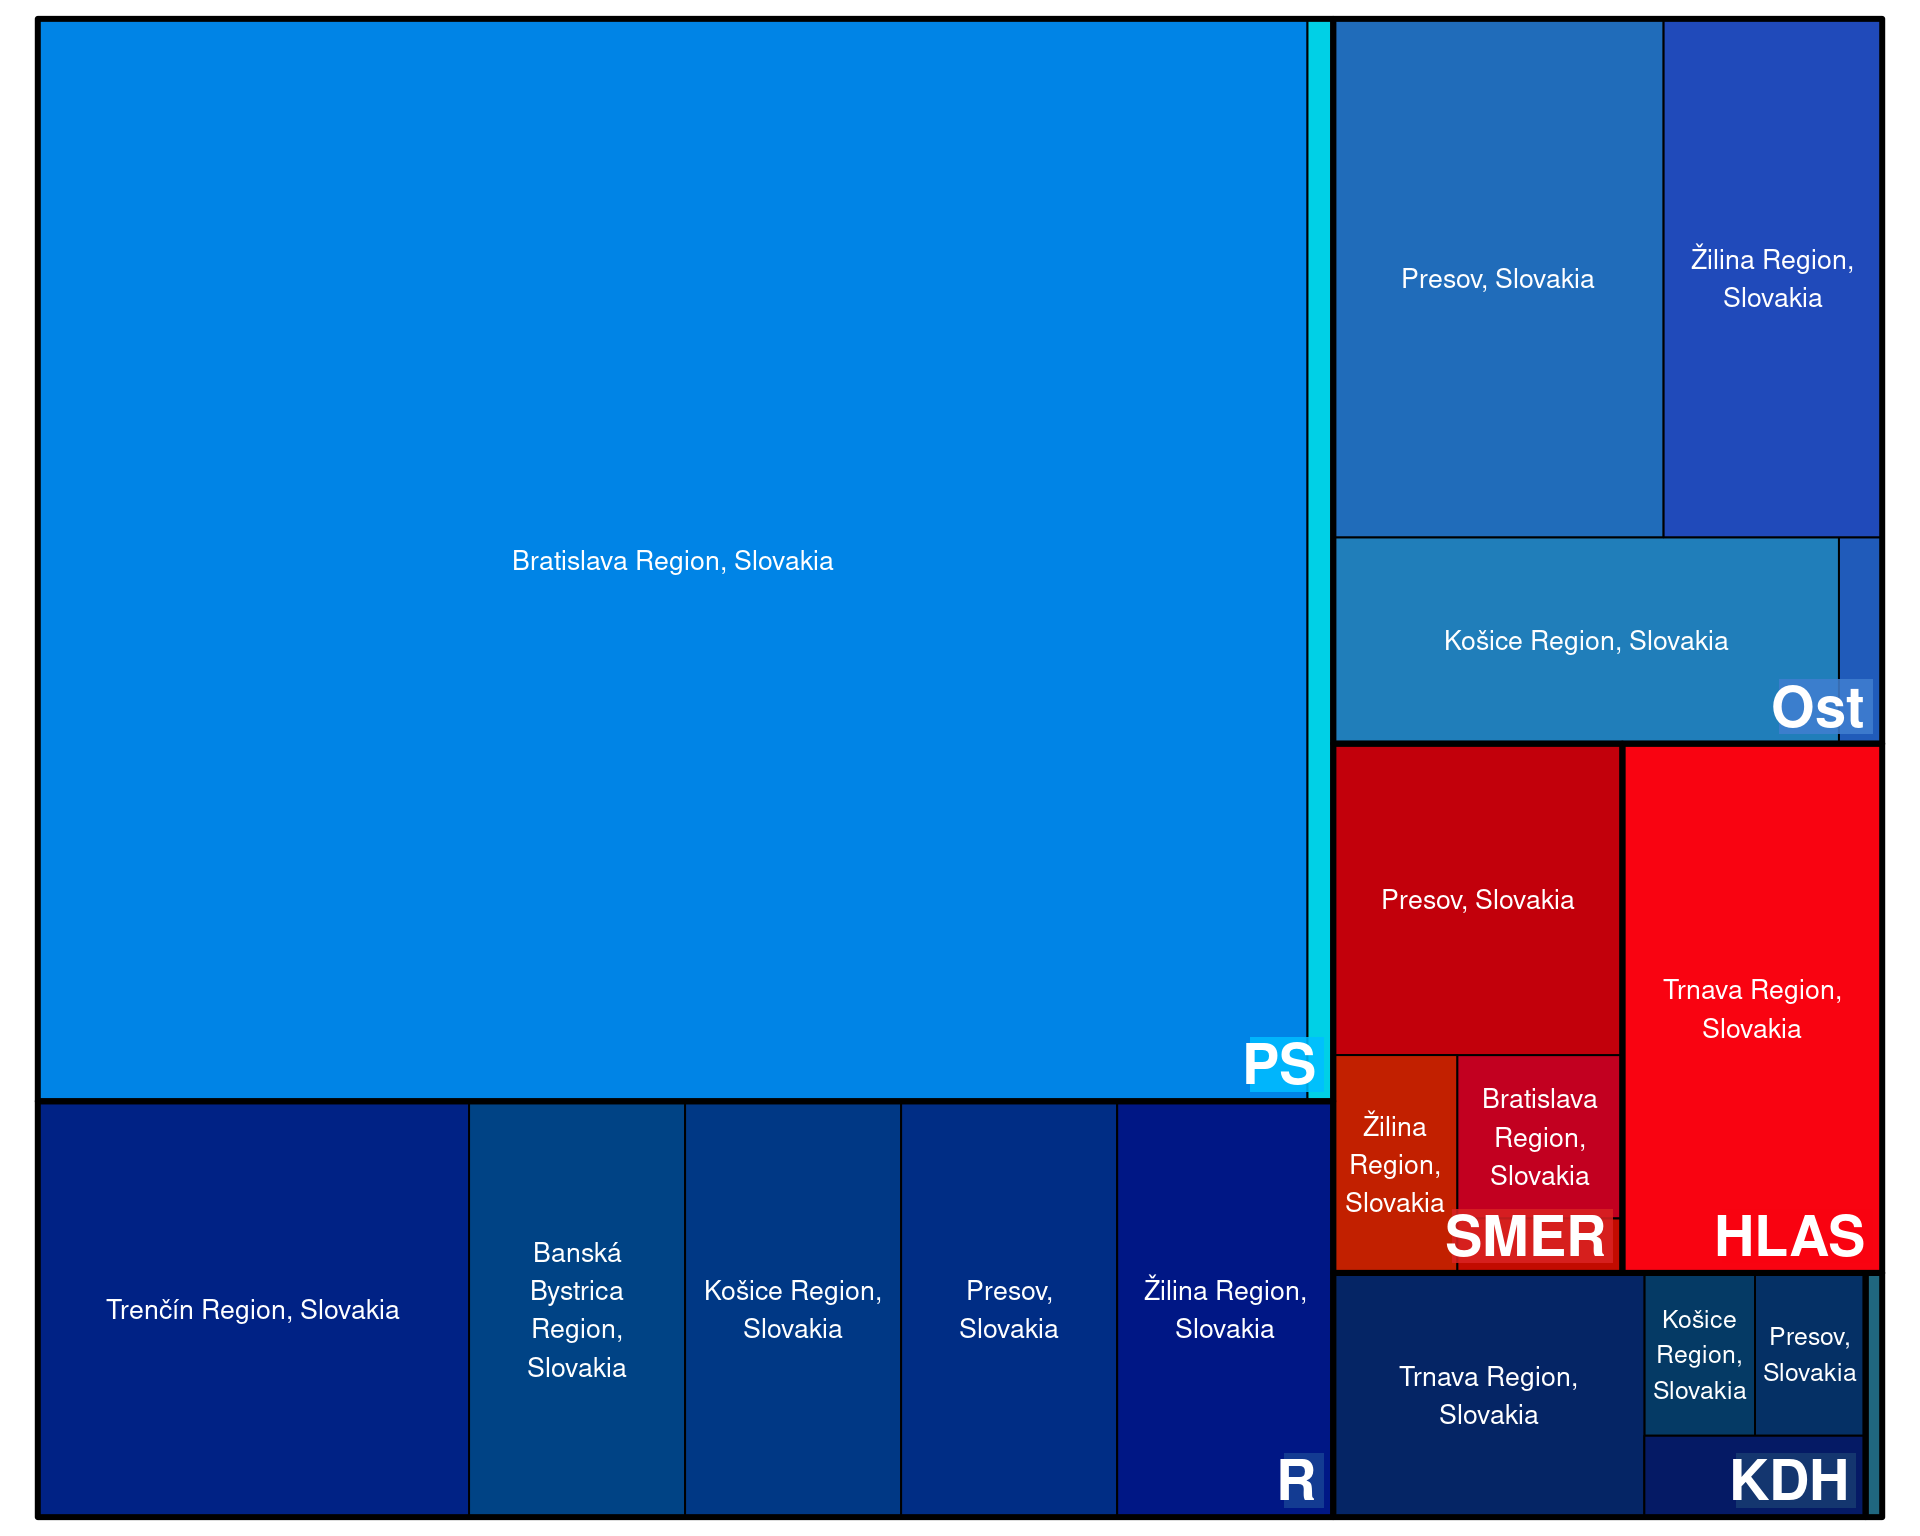 Bratislava Region, Slovakia
PS
Trenčín Region, Slovakia
Banská
Bystrica
Region,
Slovakia
Košice Region,
Slovakia
Presov,
Slovakia
Žilina Region,
Slovakia
R
Presov, Slovakia
Žilina Region,
Slovakia
Košice Region, Slovakia
Ost
Presov, Slovakia
Žilina
Region,
Slovakia
Bratislava
Region,
Slovakia
SMER
Trnava Region,
Slovakia
HLAS
Trnava Region,
Slovakia
Košice
Region,
Slovakia
Presov,
Slovakia
KDH